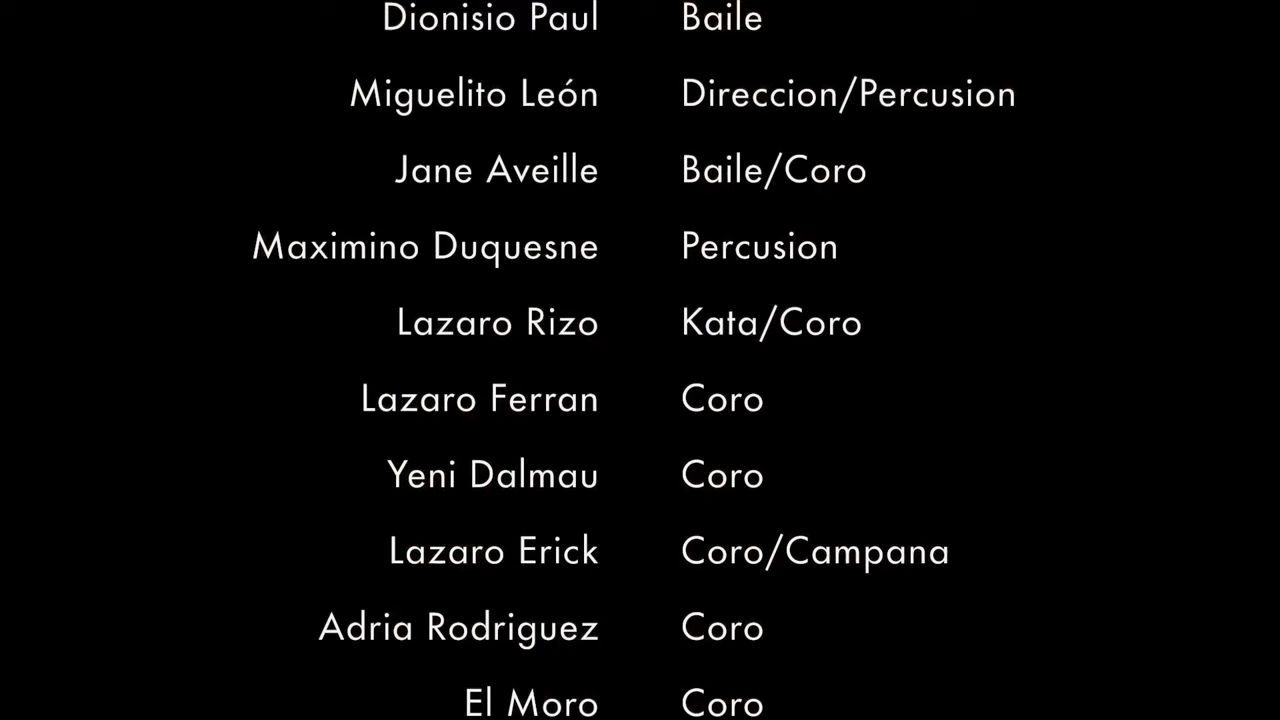 Dionisio Paul Baile
Miguelito León Direccion/Percusion
Jane Aveille Baile/Coro
Maximino Duquesne Percusion
Lazaro Rizo Kata/Coro
Lazaro Ferran Coro
Yeni Dalmau Coro
Lazaro Erick Coro/Campana
Adria Rodriguez Coro
El Moro Coro